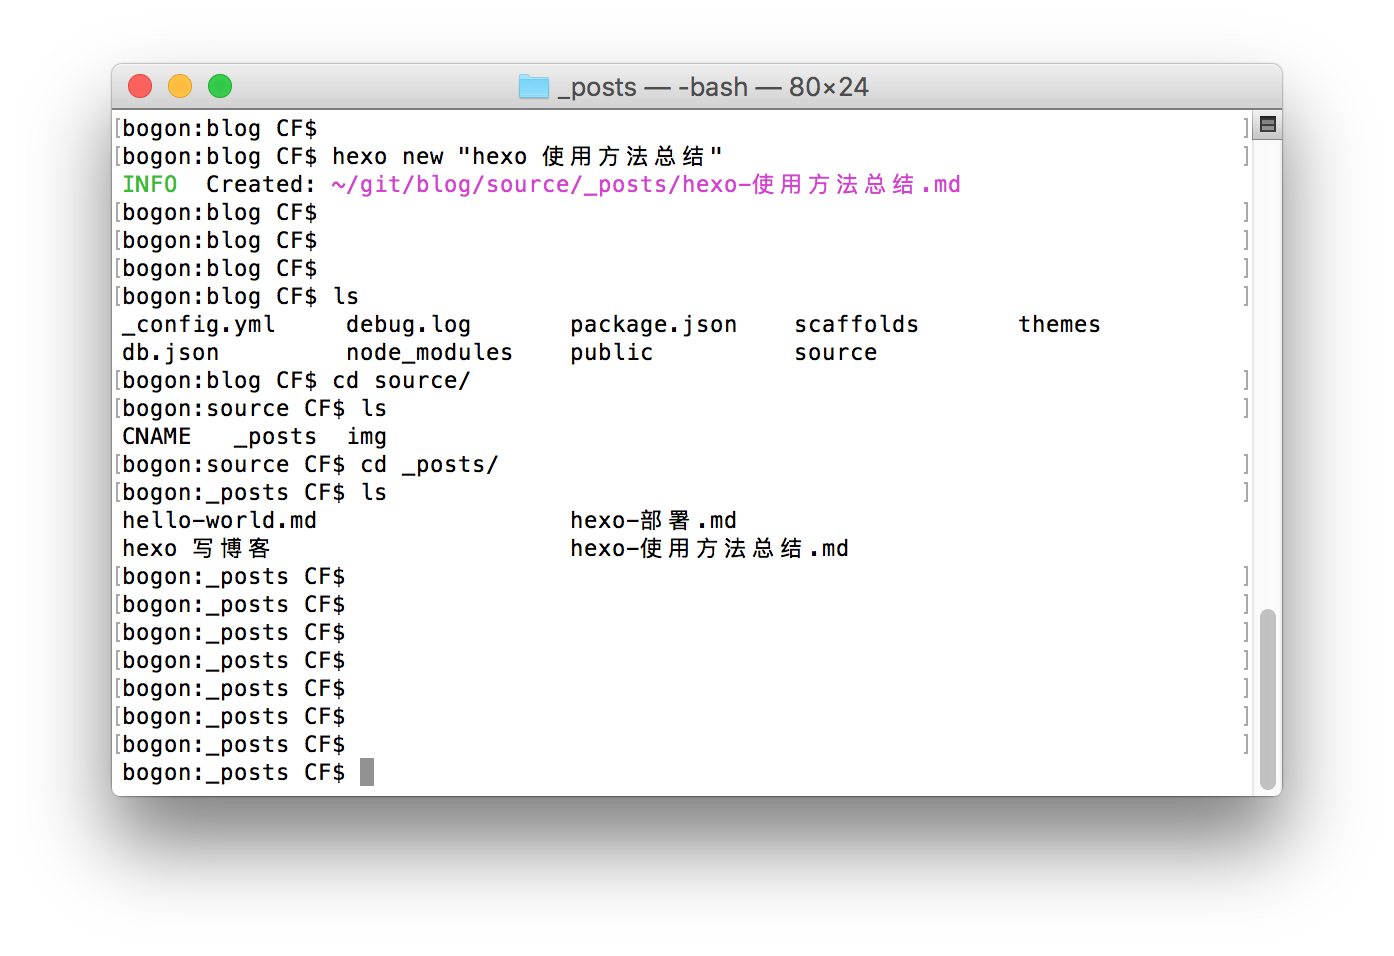 _posts — -bash — 80×24
[bogon:blog CF$ ]
[bogon:blog CF$ hexo new "hexo 使用方法总结" ]
INFO  Created: ~/git/blog/source/_posts/hexo-使用方法总结.md
[bogon:blog CF$ ]
[bogon:blog CF$ ]
[bogon:blog CF$ ]
[bogon:blog CF$ ls ]
_config.yml     debug.log       package.json    scaffolds       themes
db.json         node_modules    public          source
[bogon:blog CF$ cd source/ ]
[bogon:source CF$ ls ]
CNAME   _posts  img
[bogon:source CF$ cd _posts/ ]
[bogon:_posts CF$ ls ]
hello-world.md                  hexo-部署.md
hexo 写博客                     hexo-使用方法总结.md
[bogon:_posts CF$ ]
[bogon:_posts CF$ ]
[bogon:_posts CF$ ]
[bogon:_posts CF$ ]
[bogon:_posts CF$ ]
[bogon:_posts CF$ ]
[bogon:_posts CF$ ]
bogon:_posts CF$